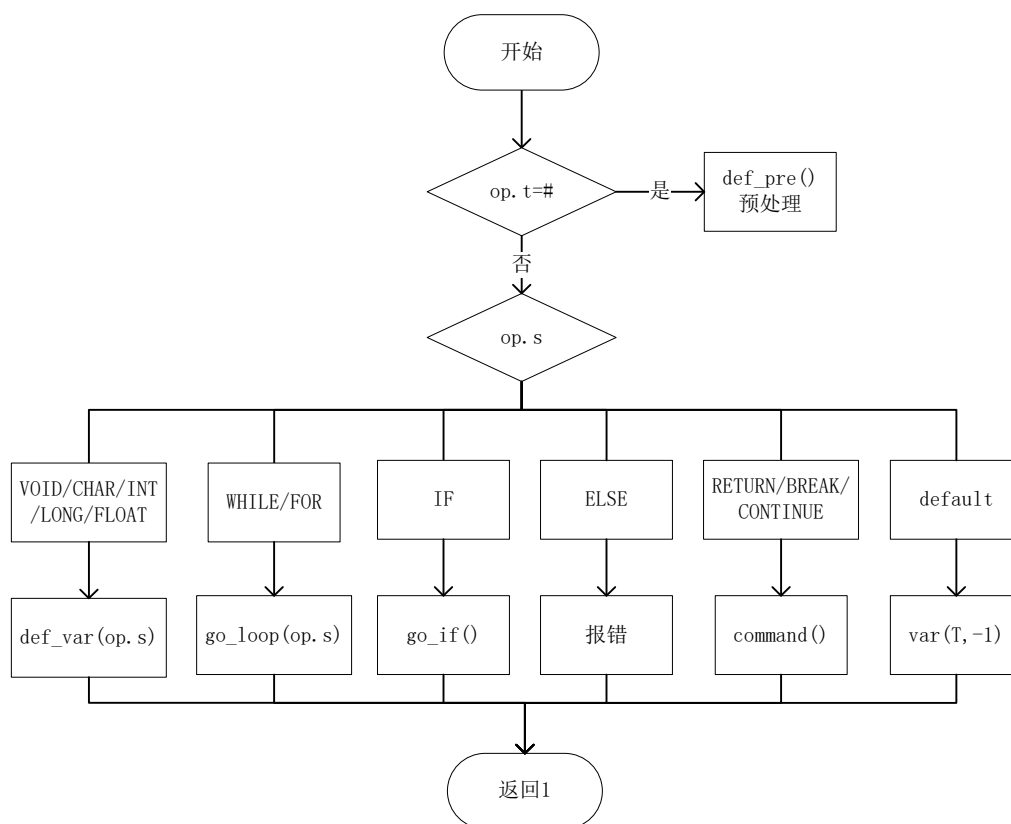 开始
op.t=#
是
def_pre()
预处理
否
op.s
VOID/CHAR/INT
/LONG/FLOAT
WHILE/FOR
IF
ELSE
RETURN/BREAK/
CONTINUE
default
def_var(op.s)
go_loop(op.s)
go_if()
报错
command()
var(T,-1)
返回1